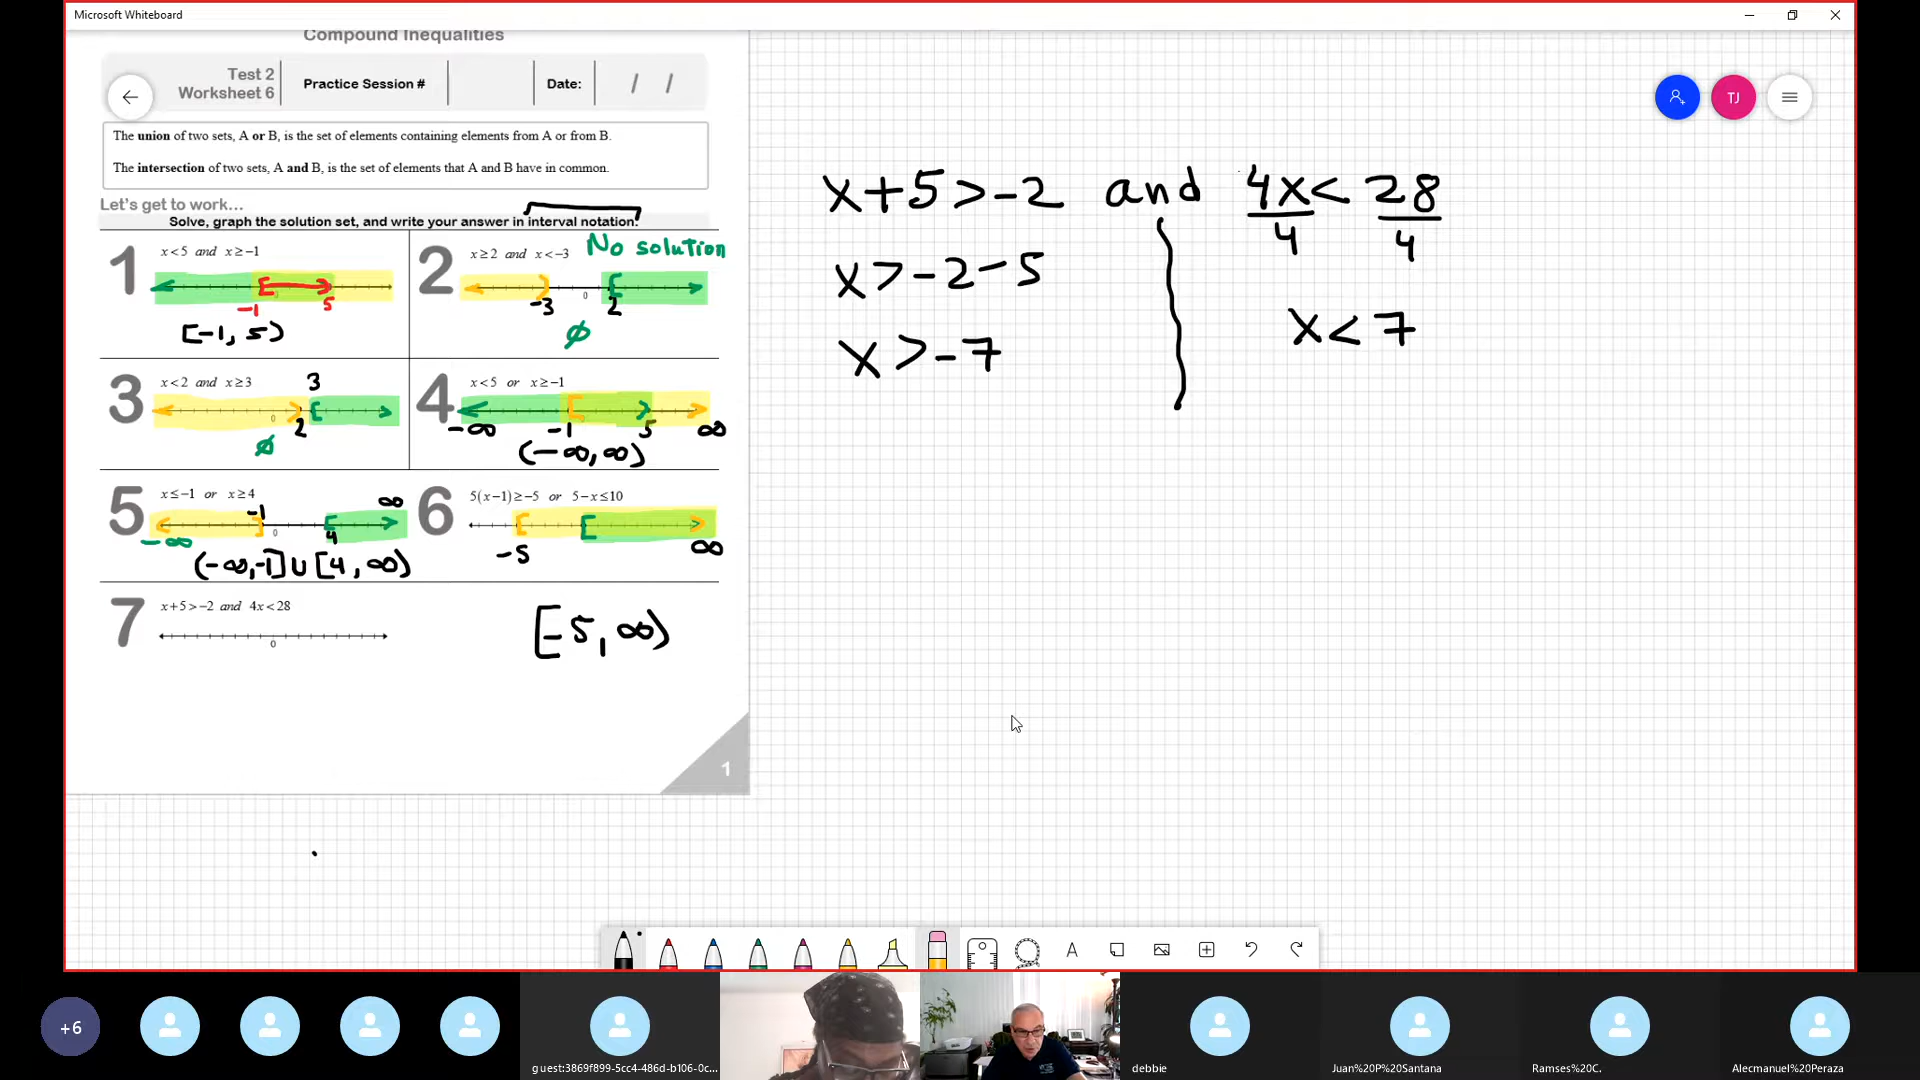 Microsoft Whiteboard
Compound Inequalities
Test 2
Worksheet 6
Practice Session #
Date: / /
The union of two sets, A or B, is the set of elements containing elements from A or from B.
The intersection of two sets, A and B, is the set of elements that A and B have in common.
Let's get to work...
Solve, graph the solution set, and write your answer in interval notation.
1 x<5 and x≥-1
-1 5
[-1, 5)
2 x≥2 and x<-3 No solution
0
-3 2
∅
3 x<2 and x≥3 3
0
2
∅
4 x<5 or x≥-1
-∞ -1 5 ∞
(-∞,∞)
5 x≤-1 or x≥4
-1 ∞
0
-∞ 4
(-∞,-1]∪[4,∞)
6 5(x-1)≥-5 or 5-x≤10
-5 ∞
[-5,∞)
7 x+5>-2 and 4x<28
0
1
x+5>-2 and 4x<28
4 4
x>-2-5
x>-7
x<7
TJ
A
+6
guest:3869f899-5cc4-486d-b106-0c...
debbie
Juan%20P%20Santana
Ramses%20C.
Alecmanuel%20Peraza